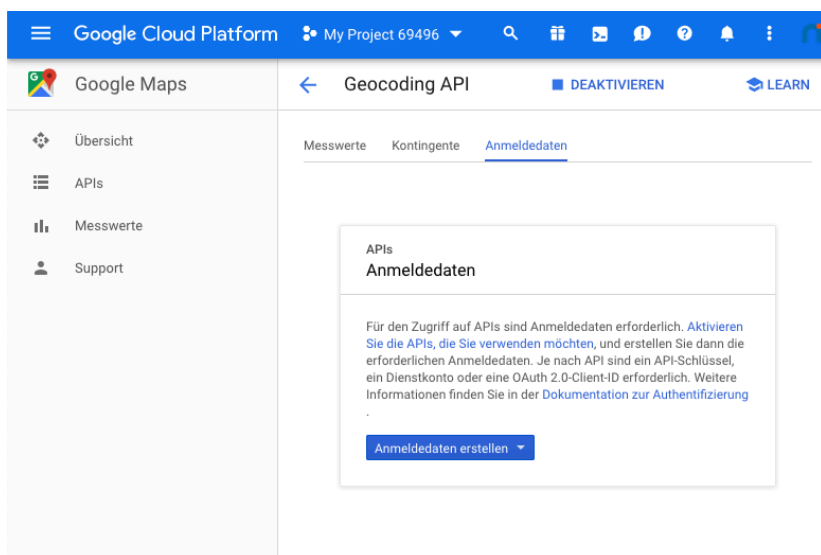 Google Cloud Platform My Project 69496
Google Maps
Geocoding API DEAKTIVIEREN LEARN
Übersicht
APIs
Messwerte
Support
Messwerte Kontingente Anmeldedaten
APIs
Anmeldedaten
Für den Zugriff auf APIs sind Anmeldedaten erforderlich. Aktivieren
Sie die APIs, die Sie verwenden möchten, und erstellen Sie dann die
erforderlichen Anmeldedaten. Je nach API sind ein API-Schlüssel,
ein Dienstkonto oder eine OAuth 2.0-Client-ID erforderlich. Weitere
Informationen finden Sie in der Dokumentation zur Authentifizierung
.
Anmeldedaten erstellen